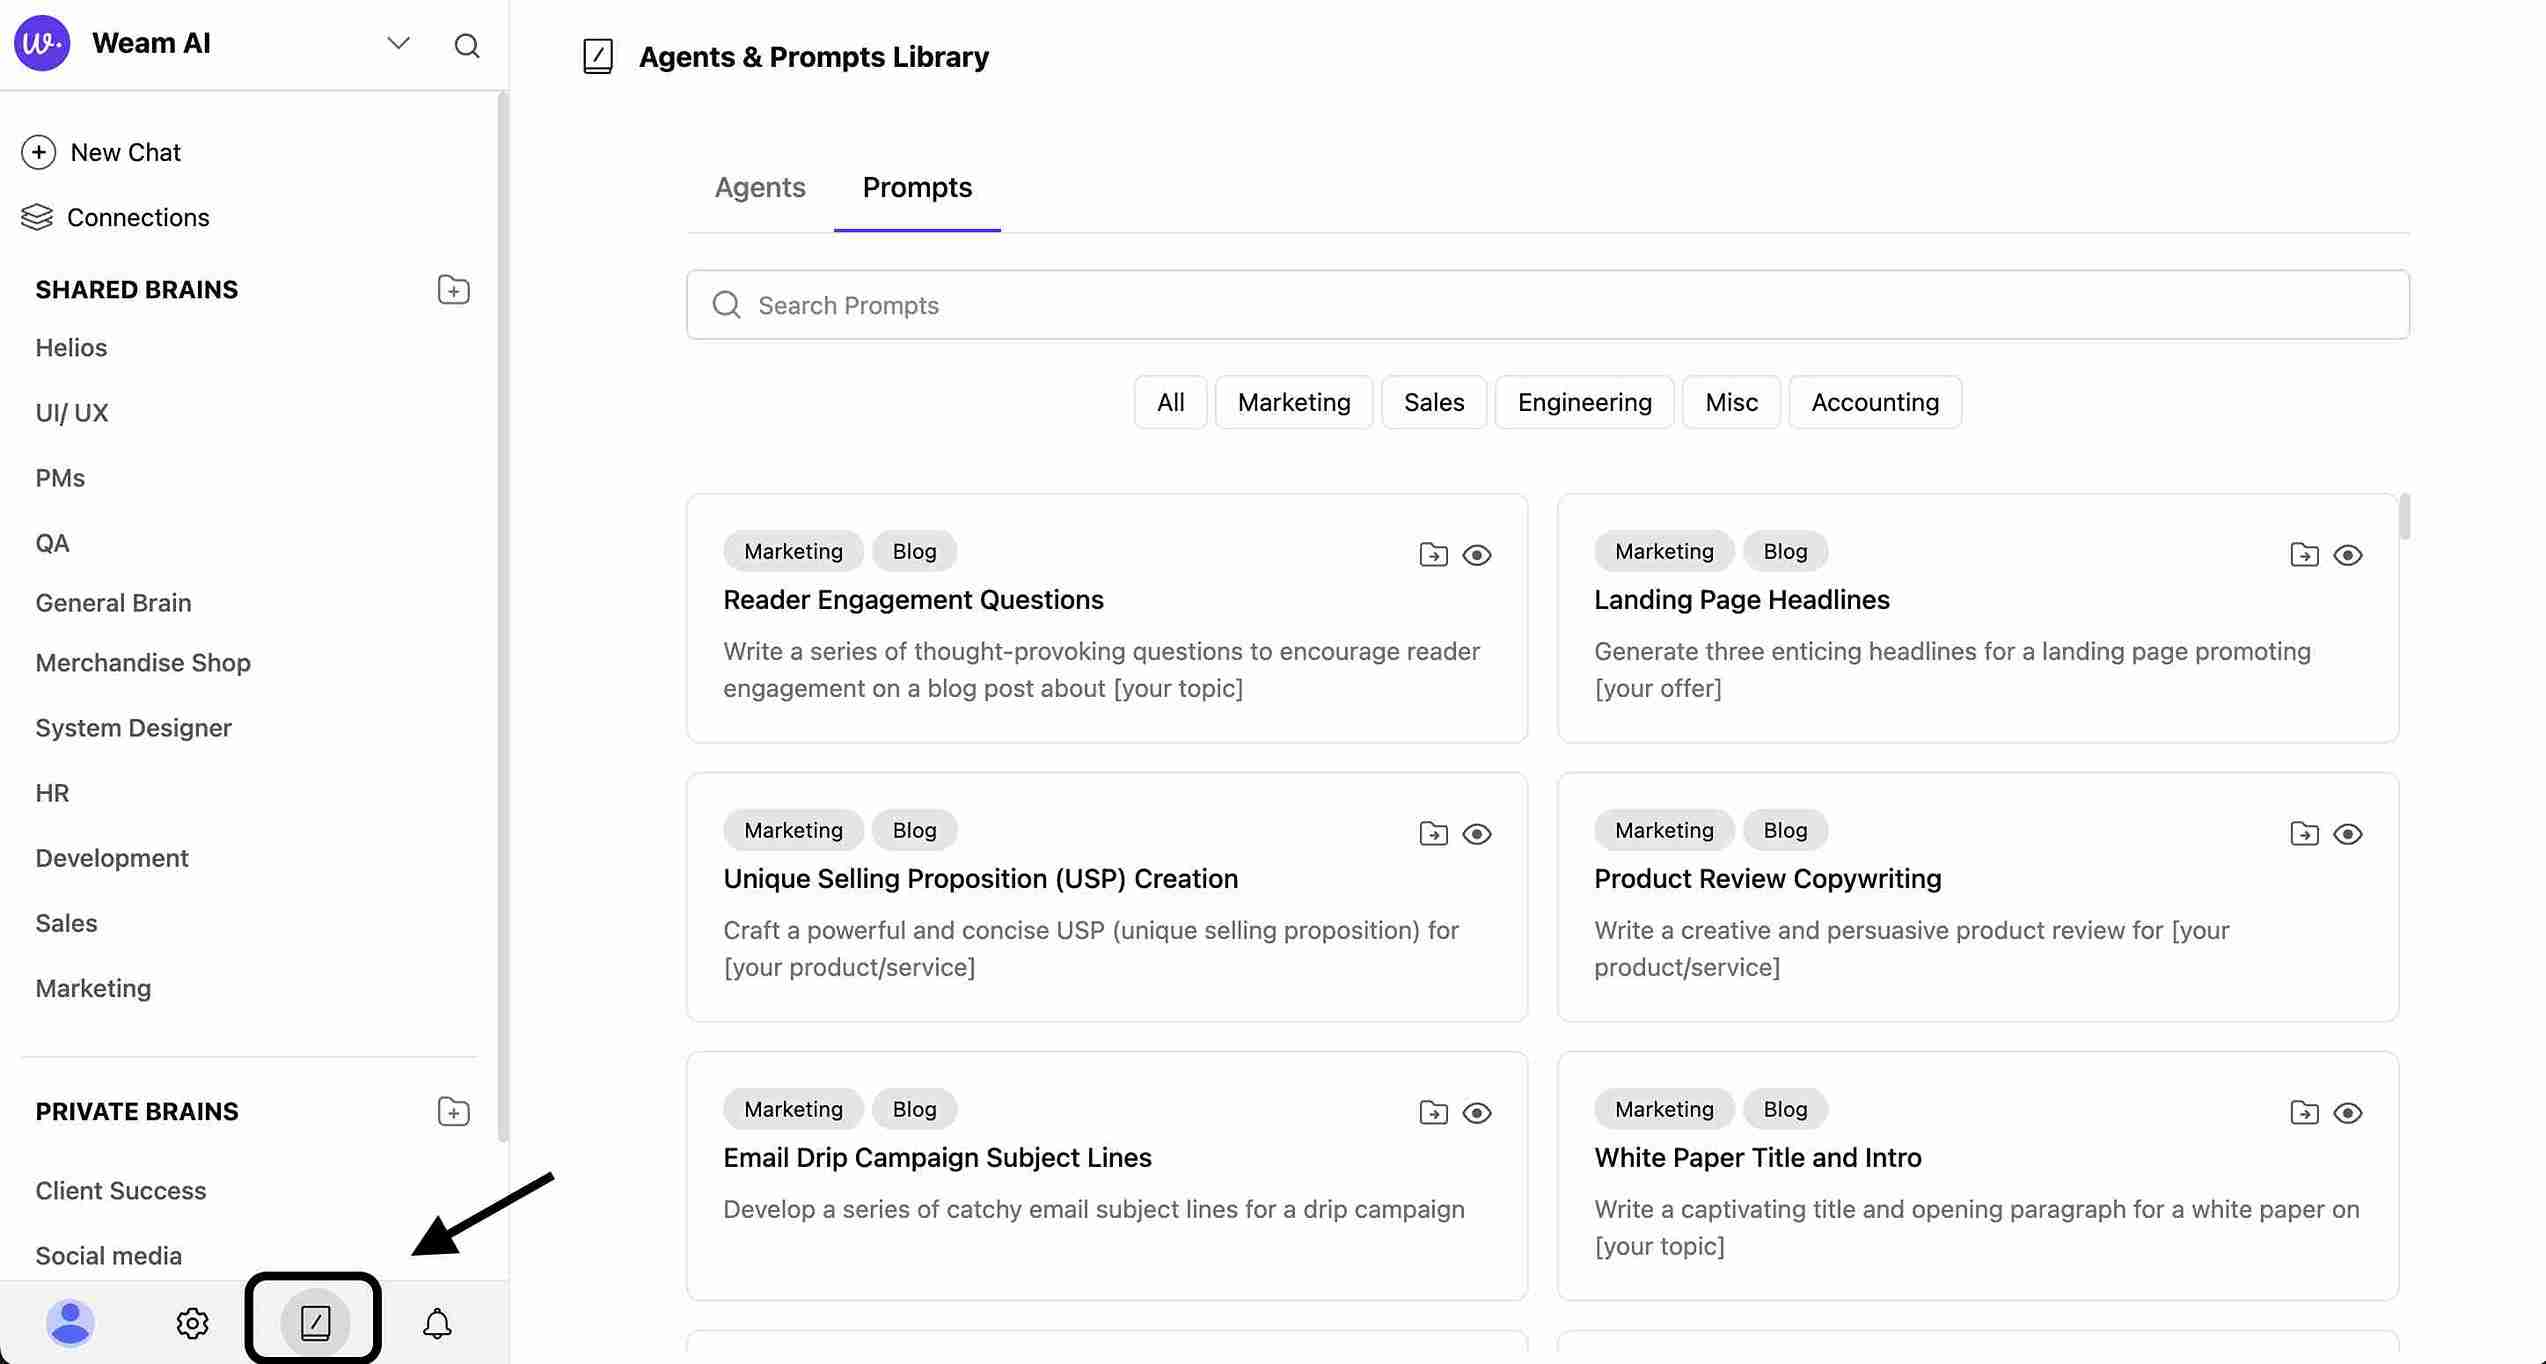 w.
Weam AI
New Chat
Connections
SHARED BRAINS
Helios
UI/ UX
PMs
QA
General Brain
Merchandise Shop
System Designer
HR
Development
Sales
Marketing
PRIVATE BRAINS
Client Success
Social media
Agents & Prompts Library
Agents Prompts
Search Prompts
All Marketing Sales Engineering Misc Accounting
Marketing Blog
Reader Engagement Questions
Write a series of thought-provoking questions to encourage reader
engagement on a blog post about [your topic]
Marketing Blog
Landing Page Headlines
Generate three enticing headlines for a landing page promoting
[your offer]
Marketing Blog
Unique Selling Proposition (USP) Creation
Craft a powerful and concise USP (unique selling proposition) for
[your product/service]
Marketing Blog
Product Review Copywriting
Write a creative and persuasive product review for [your
product/service]
Marketing Blog
Email Drip Campaign Subject Lines
Develop a series of catchy email subject lines for a drip campaign
Marketing Blog
White Paper Title and Intro
Write a captivating title and opening paragraph for a white paper on
[your topic]